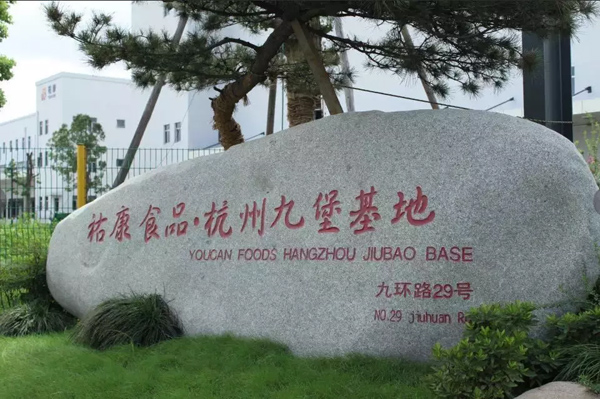 祐康食品·杭州九堡基地
YOUCAN FOODS HANGZHOU JIUBAO BASE
九环路29号
NO.29 Jiuhuan